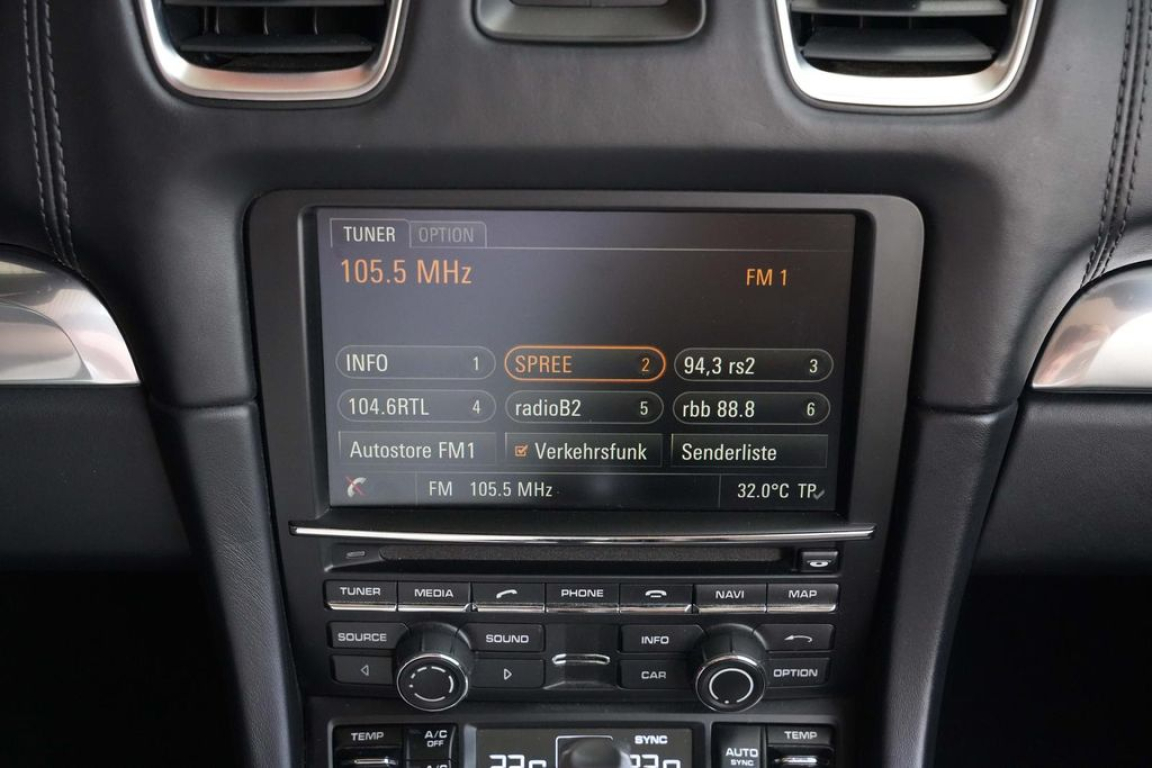 TUNER OPTION
105.5 MHz FM 1
INFO 1 SPREE 2 94,3 rs2 3
104.6RTL 4 radioB2 5 rbb 88.8 6
Autostore FM1 Verkehrsfunk Senderliste
FM 105.5 MHz 32.0°C TP
TUNER MEDIA PHONE NAVI MAP
SOURCE SOUND INFO
CAR OPTION
TEMP A/C OFF SYNC AUTO SYNC TEMP